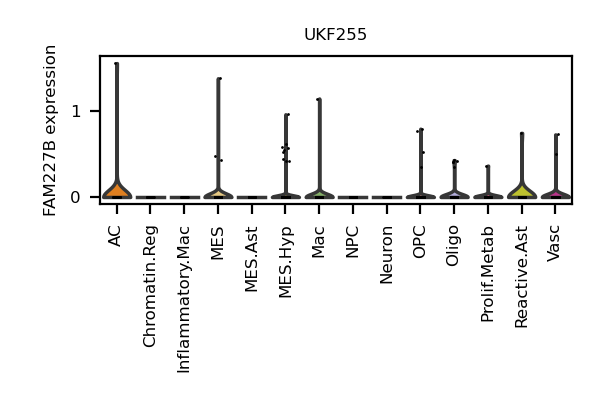 UKF255
FAM227B expression
1
0
AC
Chromatin.Reg
Inflammatory.Mac
MES
MES.Ast
MES.Hyp
Mac
NPC
Neuron
OPC
Oligo
Prolif.Metab
Reactive.Ast
Vasc